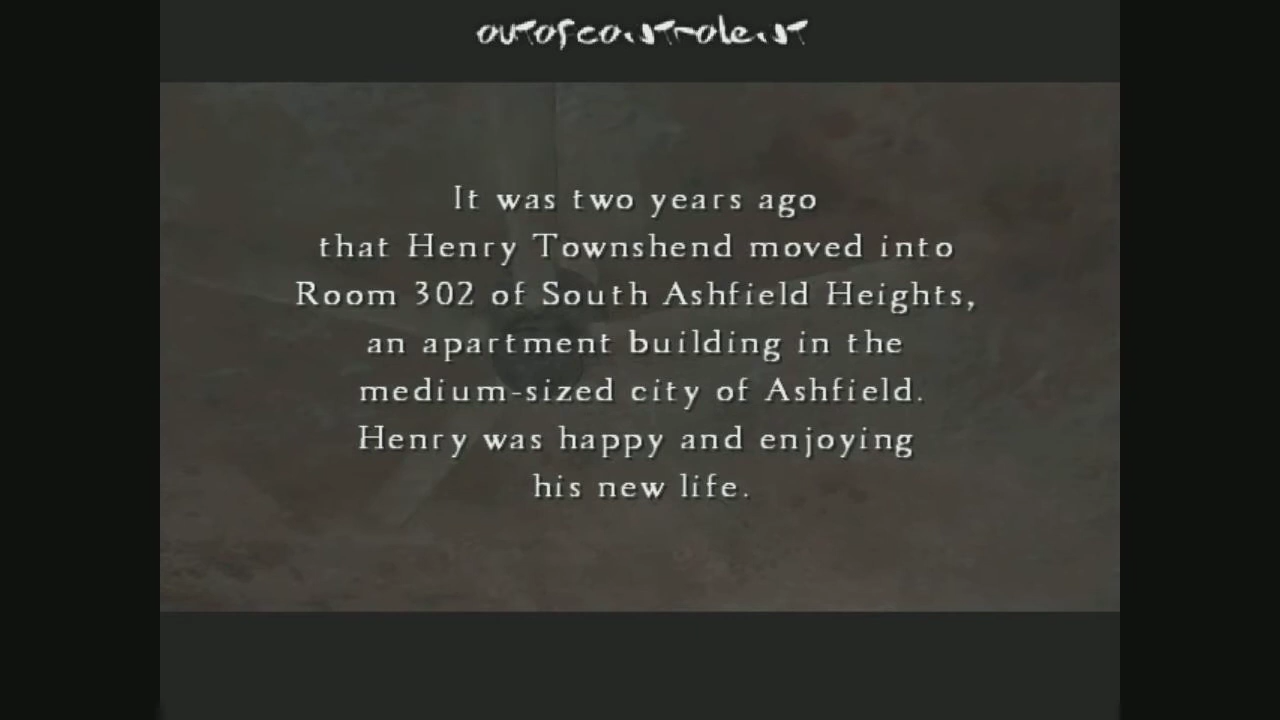 outofcontrolent
It was two years ago
that Henry Townshend moved into
Room 302 of South Ashfield Heights,
an apartment building in the
medium-sized city of Ashfield.
Henry was happy and enjoying
his new life.